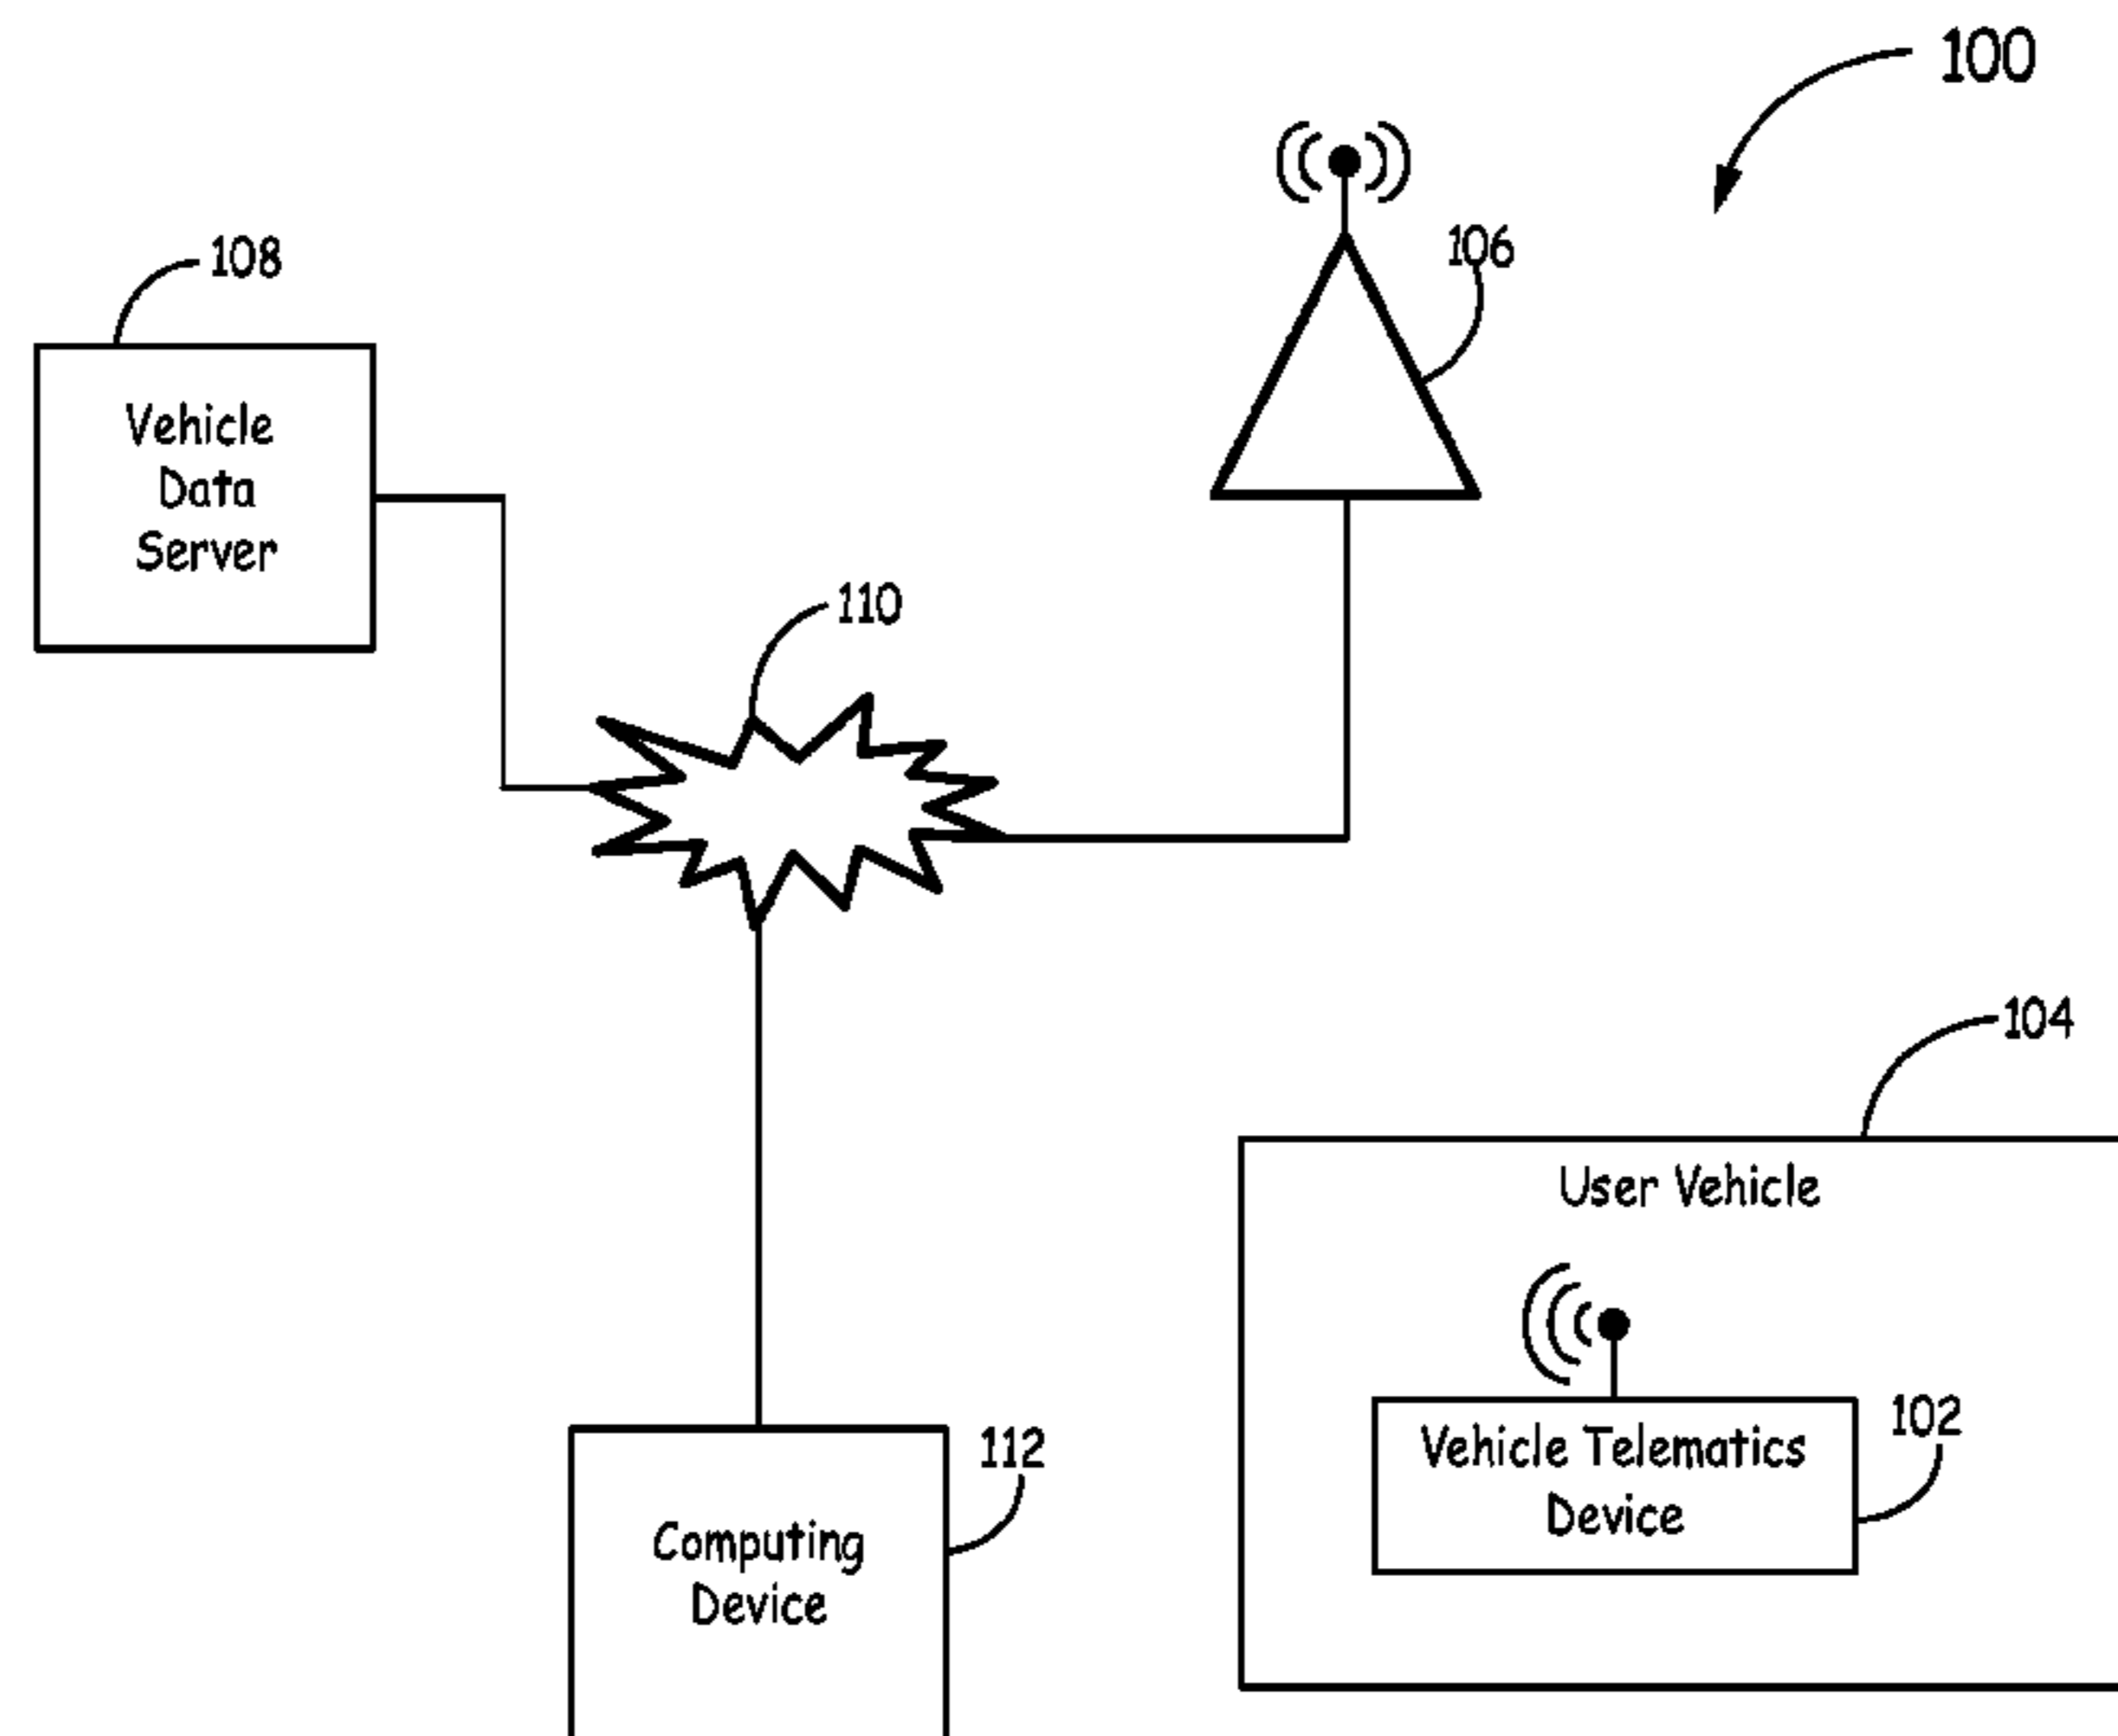 100
106
108
Vehicle
Data
Server
110
104
User Vehicle
Vehicle Telematics
Device
102
112
Computing
Device